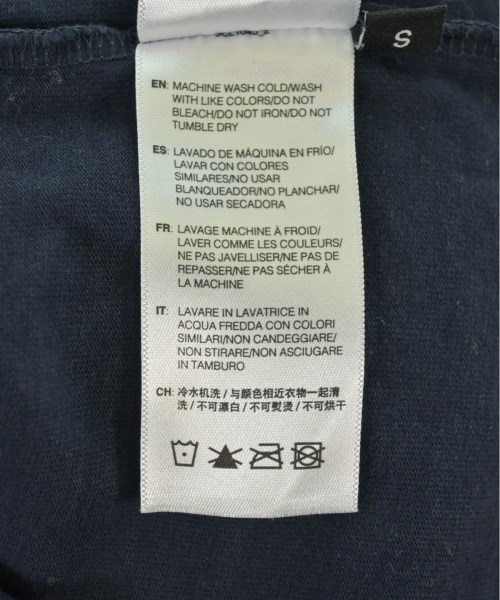 S
EN: MACHINE WASH COLD/WASH
WITH LIKE COLORS/DO NOT
BLEACH/DO NOT IRON/DO NOT
TUMBLE DRY
ES: LAVADO DE MÁQUINA EN FRÍO/
LAVAR CON COLORES
SIMILARES/NO USAR
BLANQUEADOR/NO PLANCHAR/
NO USAR SECADORA
FR: LAVAGE MACHINE À FROID/
LAVER COMME LES COULEURS/
NE PAS JAVELLISER/NE PAS DE
REPASSER/NE PAS SÉCHER À
LA MACHINE
IT: LAVARE IN LAVATRICE IN
ACQUA FREDDA CON COLORI
SIMILARI/NON CANDEGGIARE/
NON STIRARE/NON ASCIUGARE
IN TAMBURO
CH: 冷水机洗 / 与颜色相近衣物一起清
洗 / 不可漂白 / 不可熨烫 / 不可烘干